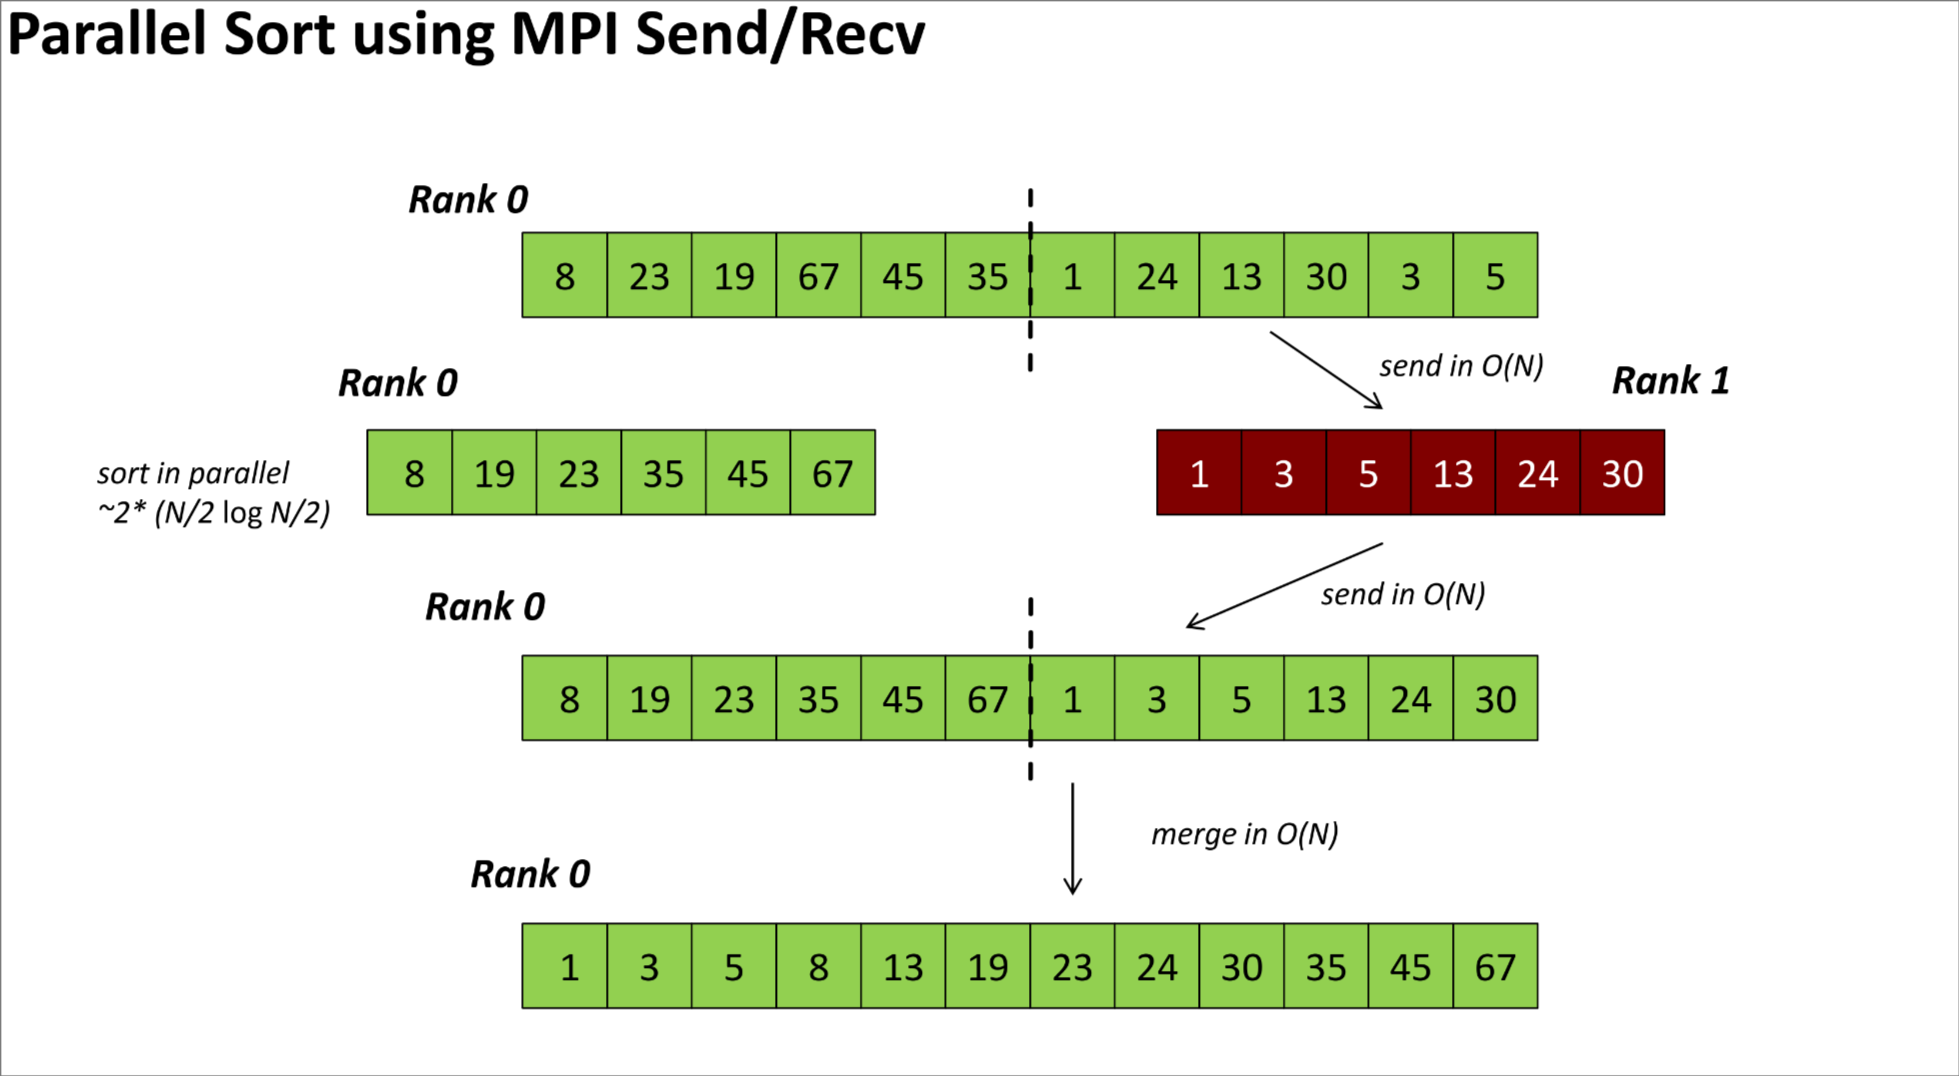 Parallel Sort using MPI Send/Recv
Rank 0
8 23 19 67 45 35 1 24 13 30 3 5
send in O(N)
Rank 0
Rank 1
sort in parallel
~2* (N/2 log N/2)
8 19 23 35 45 67
1 3 5 13 24 30
send in O(N)
Rank 0
8 19 23 35 45 67 1 3 5 13 24 30
merge in O(N)
Rank 0
1 3 5 8 13 19 23 24 30 35 45 67